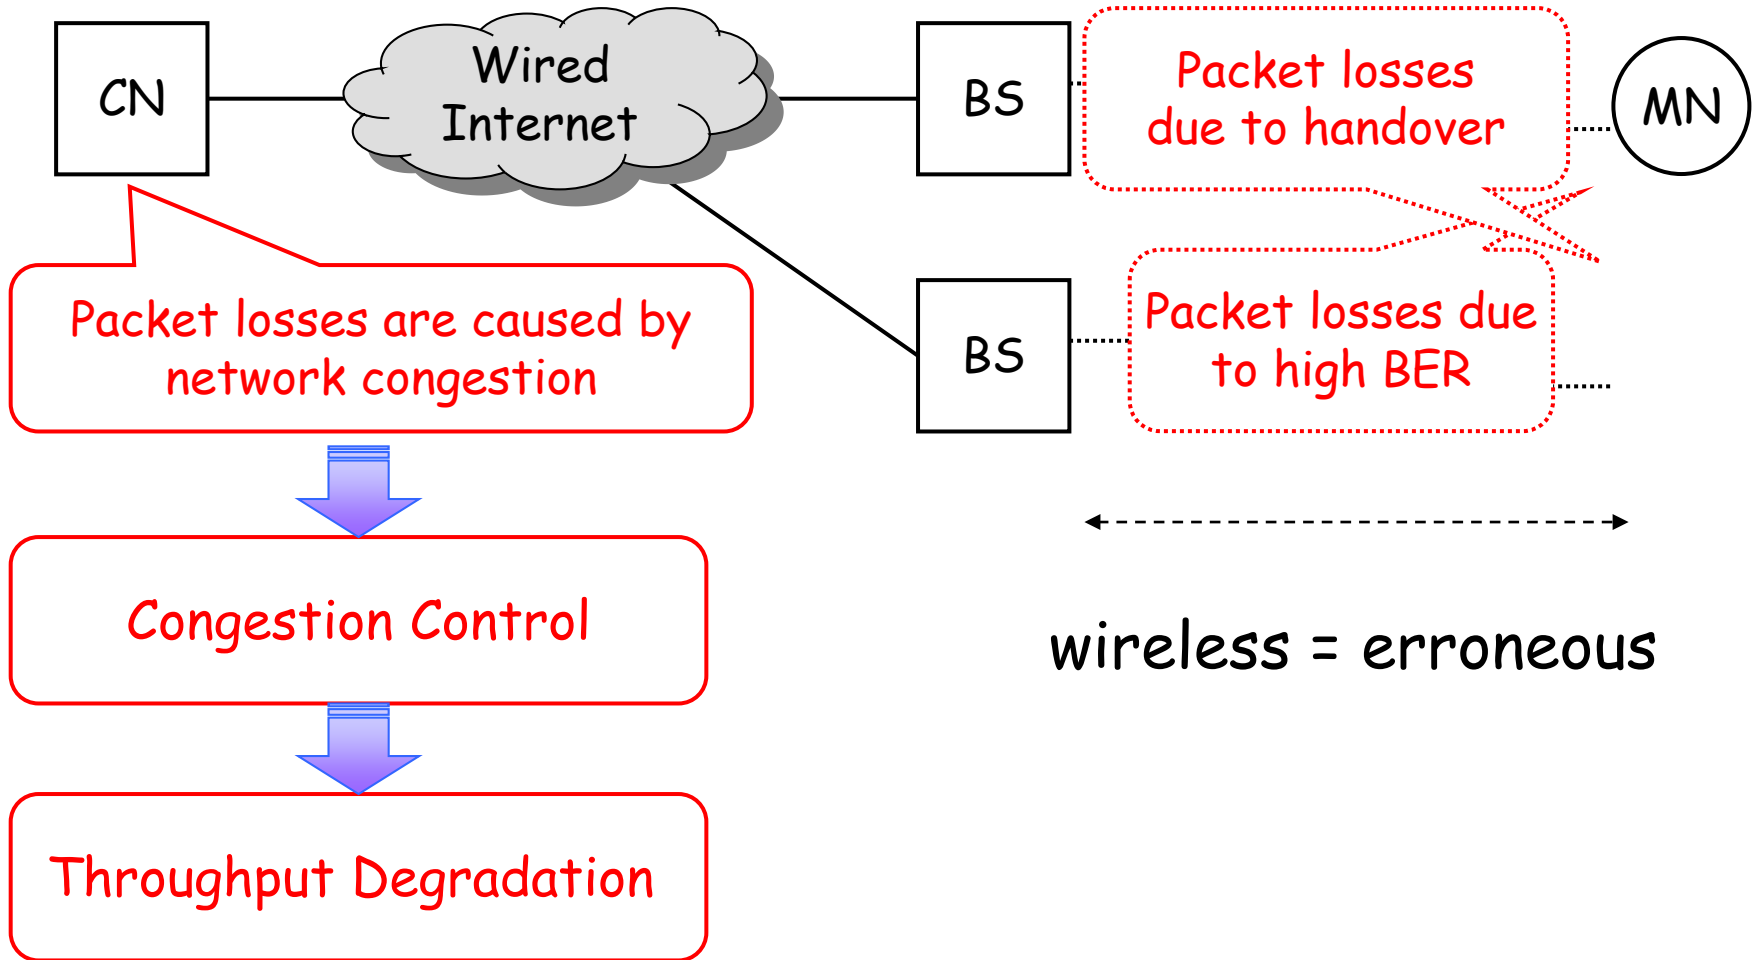 CN
Wired
Internet
BS
Packet losses
due to handover
MN
Packet losses are caused by
network congestion
BS
Packet losses due
to high BER
Congestion Control
wireless = erroneous
Throughput Degradation